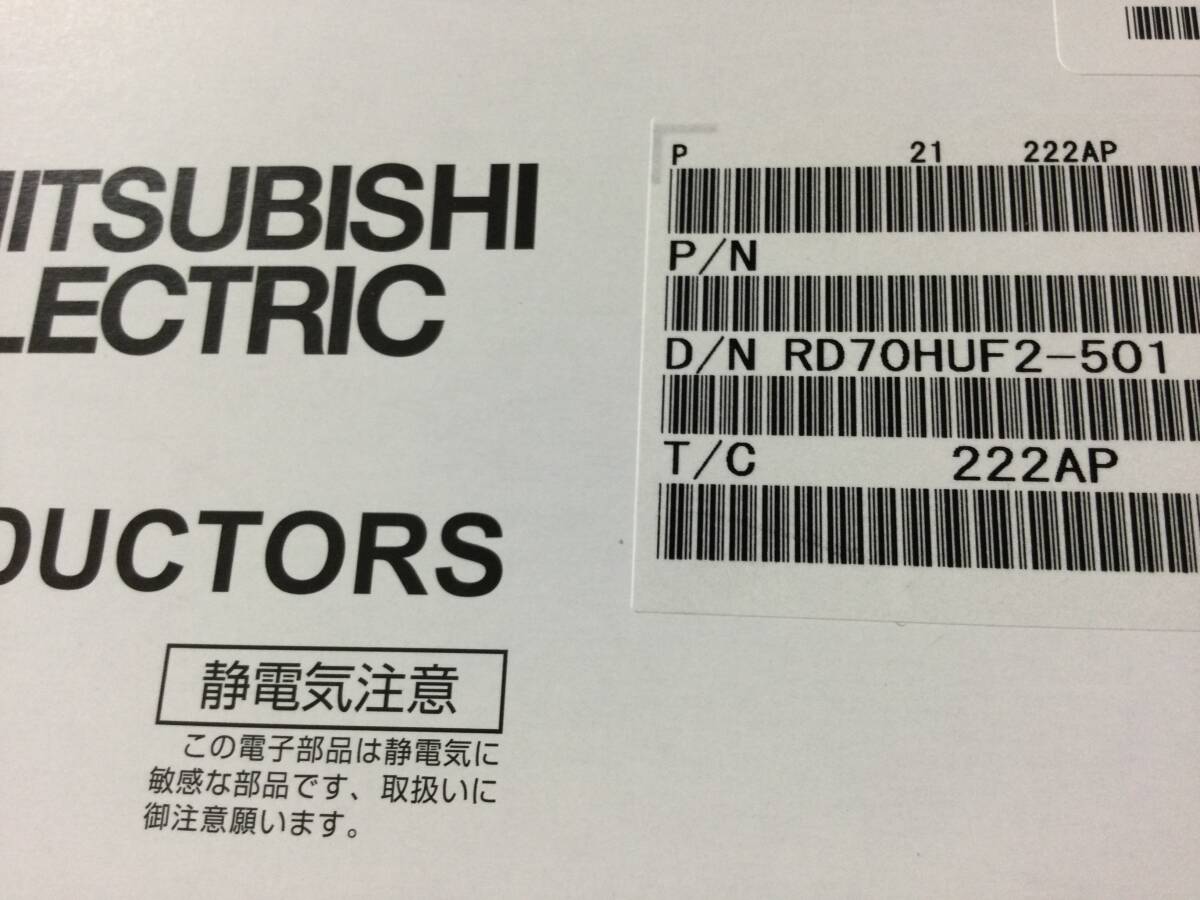 MITSUBISHI
LECTRIC
DUCTORS
静電気注意
この電子部品は静電気に
敏感な部品です、取扱いに
御注意願います。
P 21 222AP
P/N
D/N RD70HUF2-501
T/C 222AP